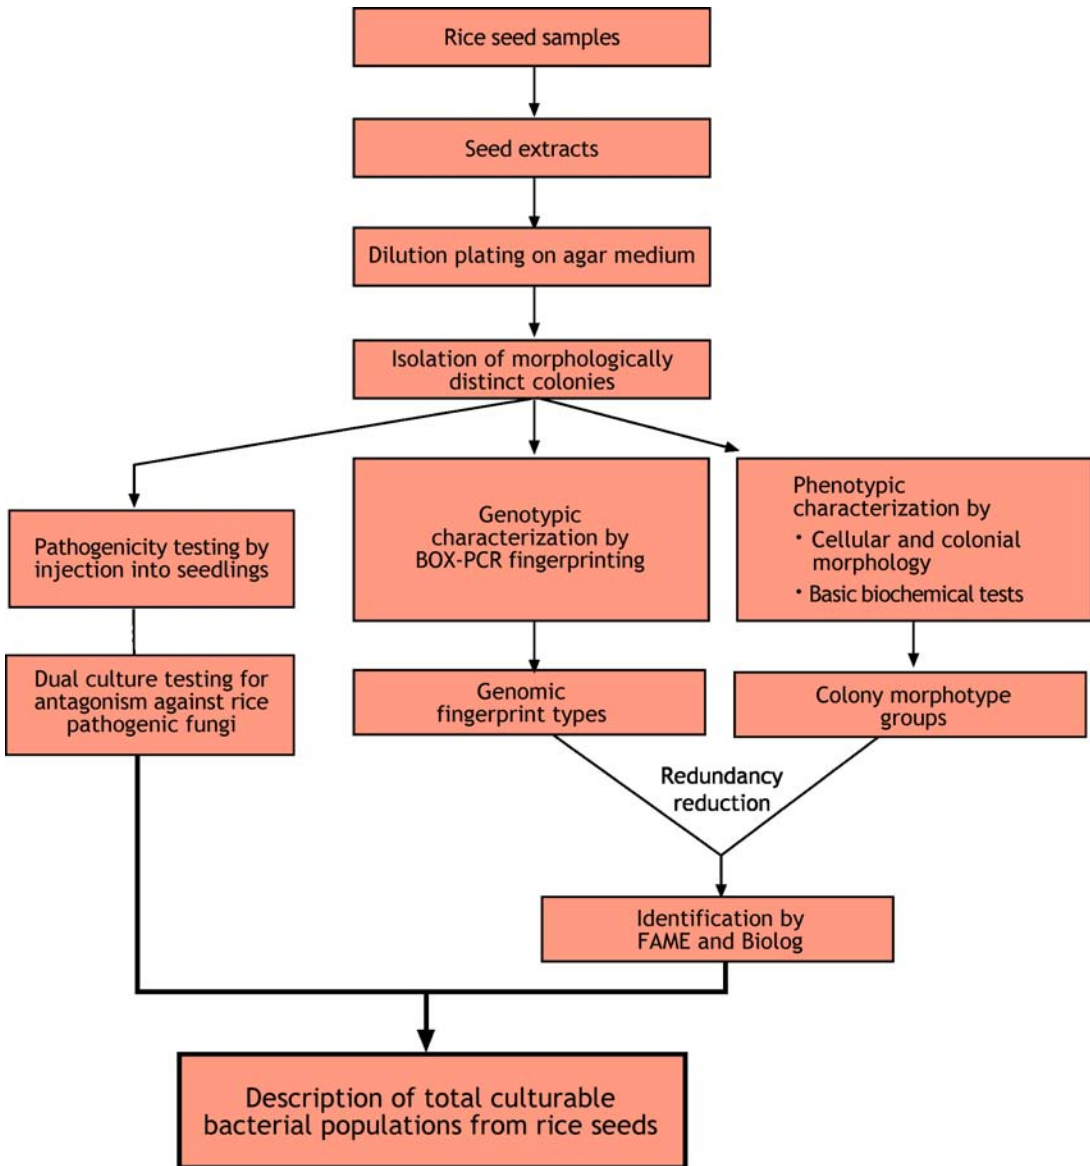 Rice seed samples
Seed extracts
Dilution plating on agar medium
Isolation of morphologically
distinct colonies
Pathogenicity testing by
injection into seedlings
Genotypic
characterization by
BOX-PCR fingerprinting
Phenotypic
characterization by
• Cellular and colonial
morphology
• Basic biochemical tests
Dual culture testing for
antagonism against rice
pathogenic fungi
Genomic
fingerprint types
Colony morphotype
groups
Redundancy
reduction
Identification by
FAME and Biolog
Description of total culturable
bacterial populations from rice seeds